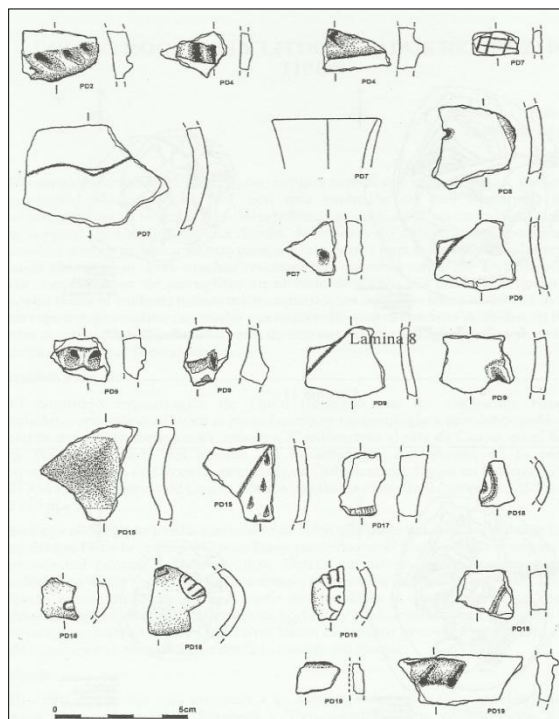 PD2
PD4
PD4
PD7
PD7
PD7
PD8
PD7
PD9
PD9
PD9
Lamina 8
PD9
PD9
PD15
PD15
PD17
PD18
PD18
PD18
PD19
PD18
PD19
PD19
0 5cm